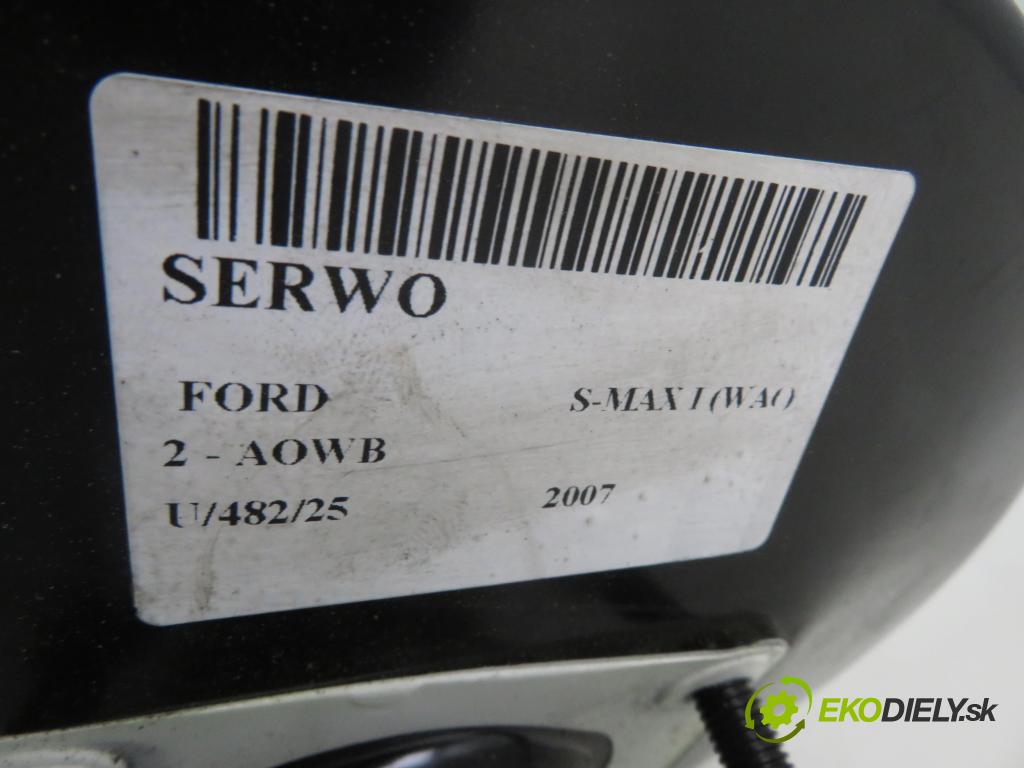 SERWO
FORD S-MAX I (WA6)
2 - AOWB
U/482/25 2007
EKODIELY.sk